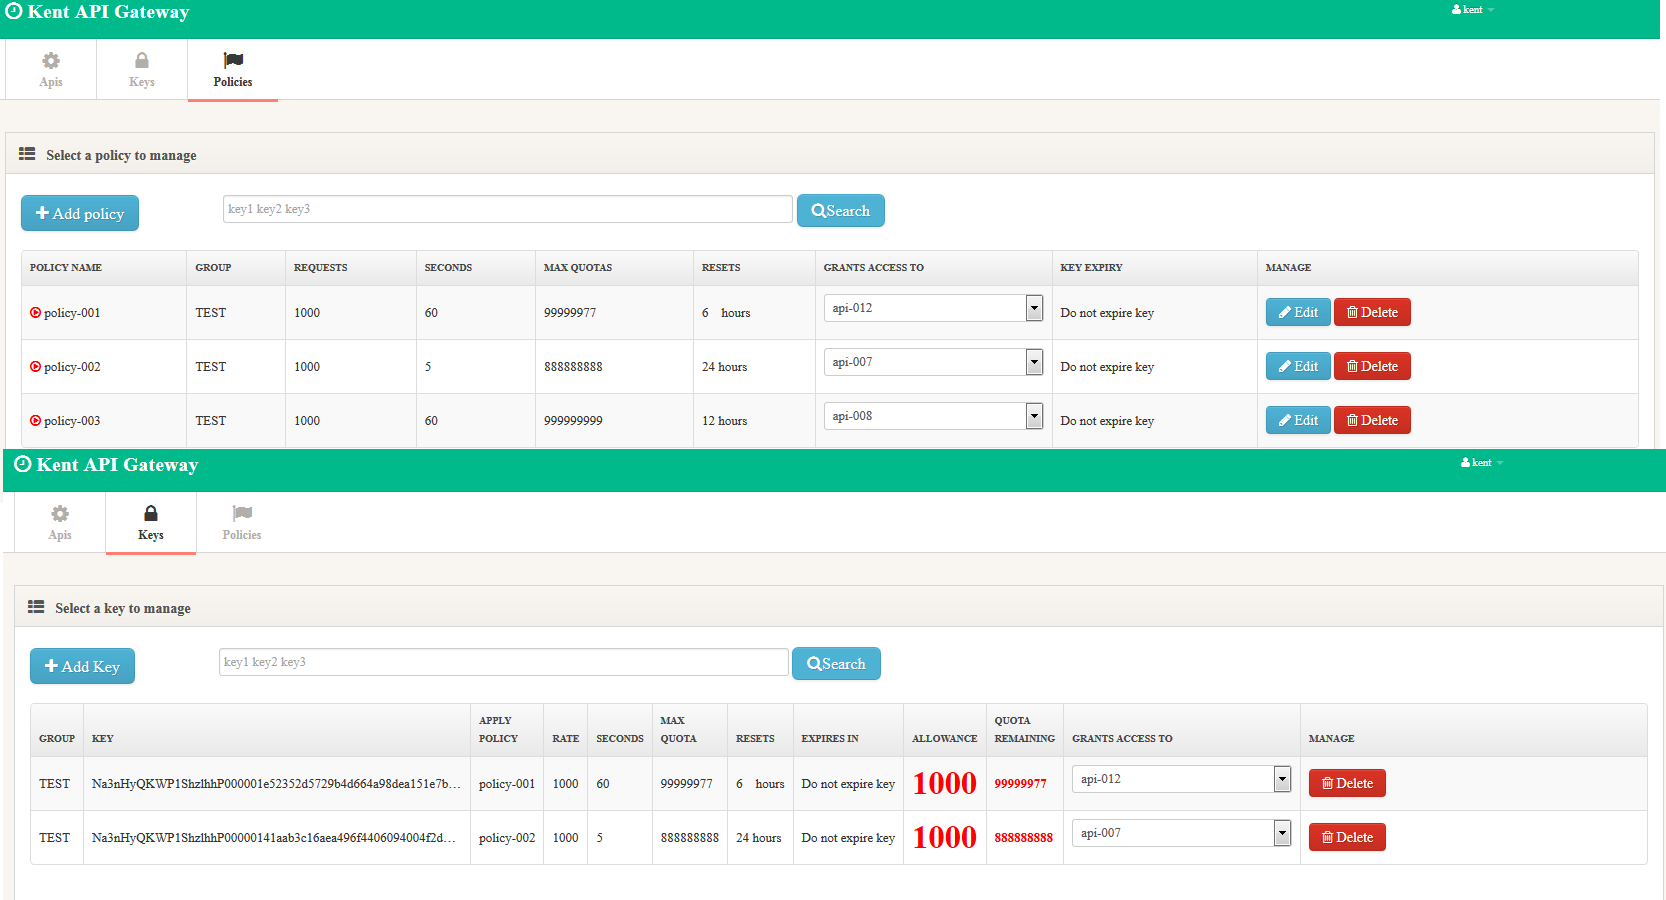 Kent API Gateway
kent
Apis Keys Policies
Select a policy to manage
Add policy key1 key2 key3 Search
POLICY NAME GROUP REQUESTS SECONDS MAX QUOTAS RESETS GRANTS ACCESS TO KEY EXPIRY MANAGE
policy-001 TEST 1000 60 99999977 6 hours api-012 Do not expire key Edit Delete
policy-002 TEST 1000 5 888888888 24 hours api-007 Do not expire key Edit Delete
policy-003 TEST 1000 60 999999999 12 hours api-008 Do not expire key Edit Delete
Kent API Gateway
kent
Apis Keys Policies
Select a key to manage
Add Key key1 key2 key3 Search
GROUP KEY APPLY POLICY RATE SECONDS MAX QUOTA RESETS EXPIRES IN ALLOWANCE QUOTA REMAINING GRANTS ACCESS TO MANAGE
TEST Na3nHyQKWP1ShzlhhP000001e52352d5729b4d664a98dea151e7b... policy-001 1000 60 99999977 6 hours Do not expire key 1000 99999977 api-012 Delete
TEST Na3nHyQKWP1ShzlhhP00000141aab3c16aea496f4406094004f2d... policy-002 1000 5 888888888 24 hours Do not expire key 1000 888888888 api-007 Delete